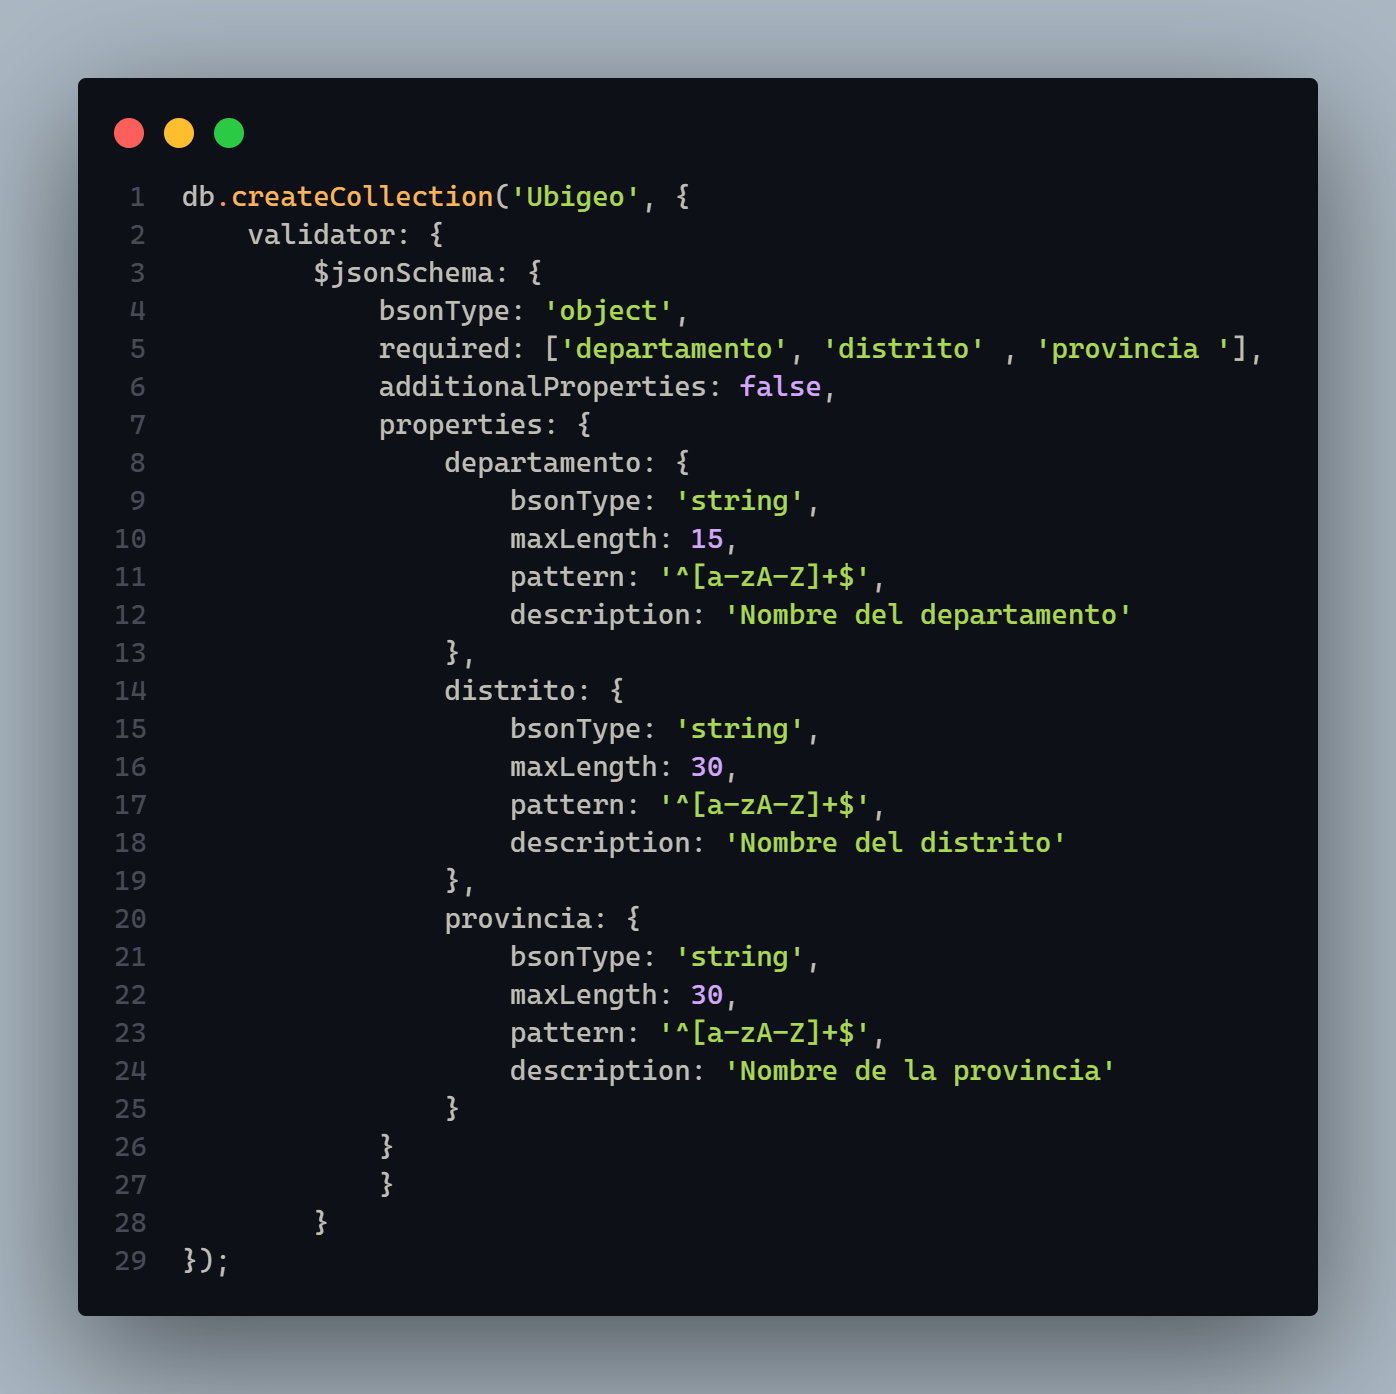 1 db.createCollection('Ubigeo', {
2     validator: {
3         $jsonSchema: {
4             bsonType: 'object',
5             required: ['departamento', 'distrito' , 'provincia '],
6             additionalProperties: false,
7             properties: {
8                 departamento: {
9                     bsonType: 'string',
10                     maxLength: 15,
11                     pattern: '^[a-zA-Z]+$',
12                     description: 'Nombre del departamento'
13                 },
14                 distrito: {
15                     bsonType: 'string',
16                     maxLength: 30,
17                     pattern: '^[a-zA-Z]+$',
18                     description: 'Nombre del distrito'
19                 },
20                 provincia: {
21                     bsonType: 'string',
22                     maxLength: 30,
23                     pattern: '^[a-zA-Z]+$',
24                     description: 'Nombre de la provincia'
25                 }
26             }
27             }
28         }
29 });